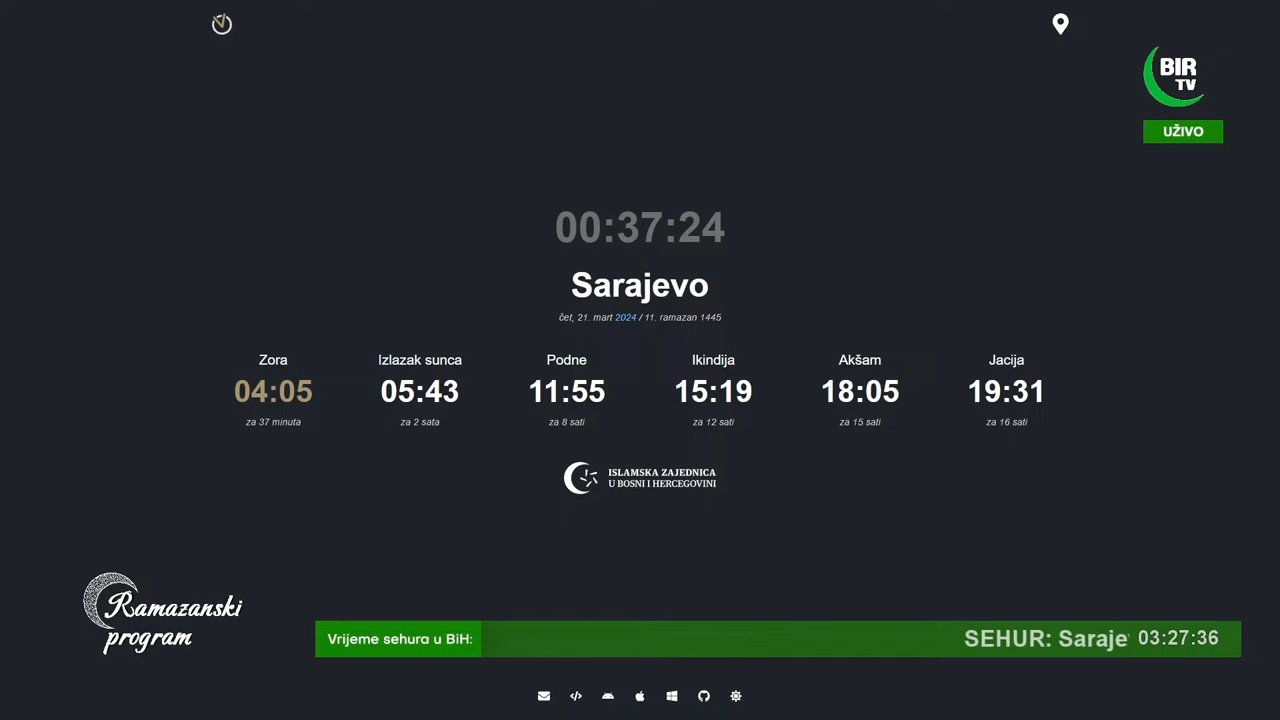 BIR
TV
UŽIVO
00:37:24
Sarajevo
čet, 21. mart 2024 / 11. ramazan 1445
Zora
04:05
za 37 minuta
Izlazak sunca
05:43
za 2 sata
Podne
11:55
za 8 sati
Ikindija
15:19
za 12 sati
Akšam
18:05
za 15 sati
Jacija
19:31
za 16 sati
ISLAMSKA ZAJEDNICA
U BOSNI I HERCEGOVINI
Ramazanski
program
Vrijeme sehura u BiH:
SEHUR: Saraje
03:27:36